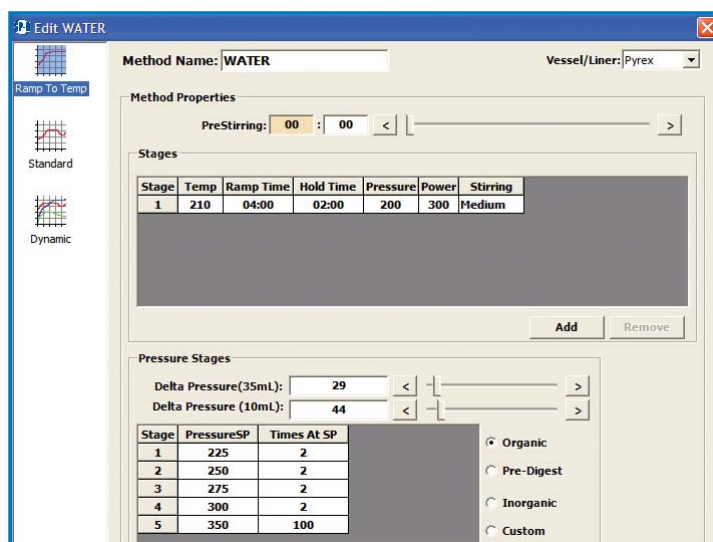 Edit WATER
Ramp To Temp
Standard
Dynamic
Method Name: WATER
Vessel/Liner: Pyrex
Method Properties
PreStirring: 00 : 00 < >
Stages
Stage Temp Ramp Time Hold Time Pressure Power Stirring
1 210 04:00 02:00 200 300 Medium
Add Remove
Pressure Stages
Delta Pressure(35mL): 29 < >
Delta Pressure (10mL): 44 < >
Stage PressureSP Times At SP
1 225 2
2 250 2
3 275 2
4 300 2
5 350 100
Organic
Pre-Digest
Inorganic
Custom